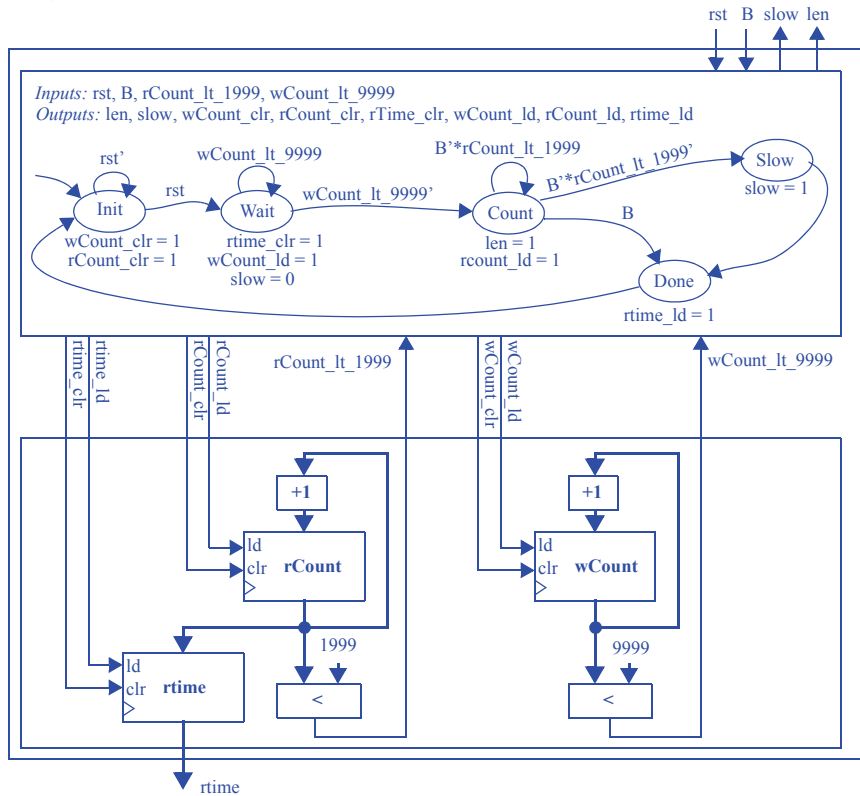 rst B slow len
Inputs: rst, B, rCount_lt_1999, wCount_lt_9999
Outputs: len, slow, wCount_clr, rCount_clr, rTime_clr, wCount_ld, rCount_ld, rtime_ld
rst’
Init
wCount_clr = 1
rCount_clr = 1
rst
wCount_lt_9999
Wait
rtime_clr = 1
wCount_ld = 1
slow = 0
wCount_lt_9999’
B’*rCount_lt_1999
Count
len = 1
rcount_ld = 1
B’*rCount_lt_1999’
B
Slow
slow = 1
Done
rtime_ld = 1
rtime_clr
rtime_ld
rCount_clr
rCount_ld
rCount_lt_1999
wCount_clr
wCount_ld
wCount_lt_9999
+1
ld
clr
rCount
1999
<
+1
ld
clr
wCount
9999
<
ld
clr
rtime
rtime